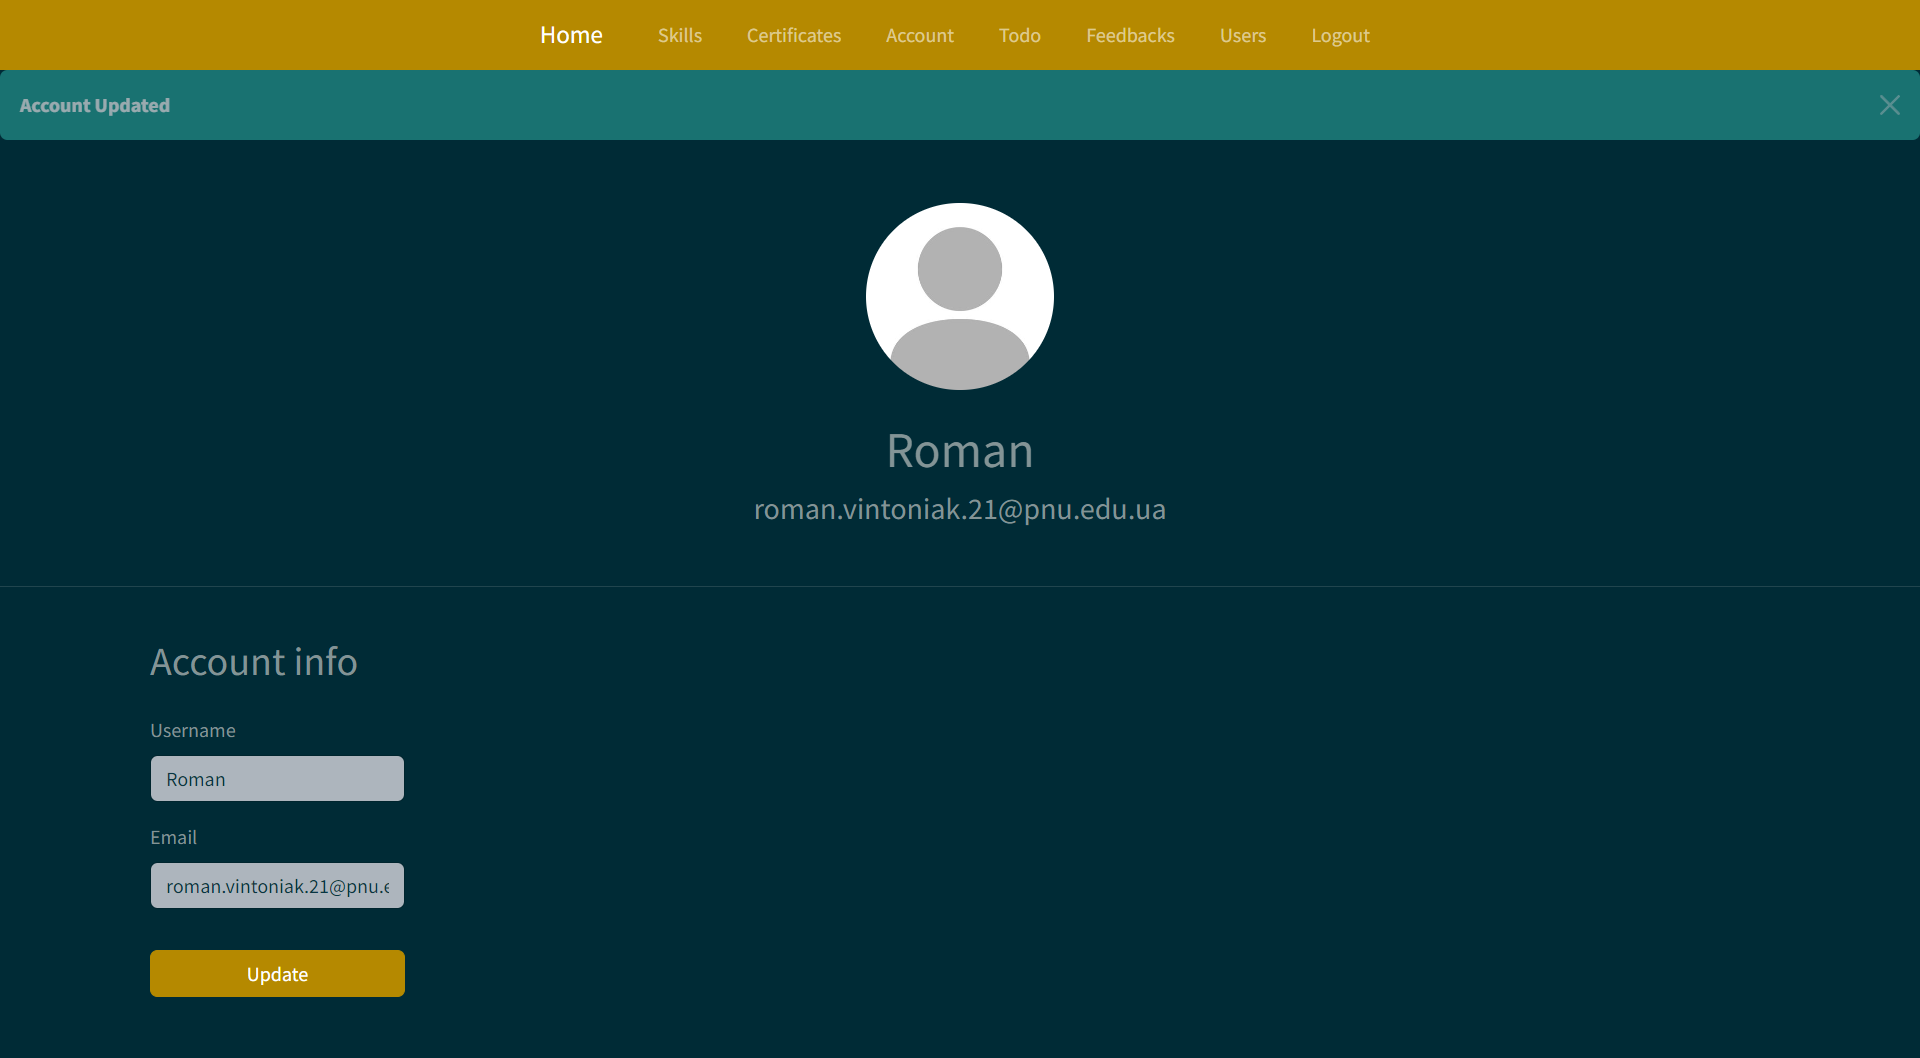 Home Skills Certificates Account Todo Feedbacks Users Logout
Account Updated
Roman
roman.vintoniak.21@pnu.edu.ua
Account info
Username
Roman
Email
roman.vintoniak.21@pnu.e
Update